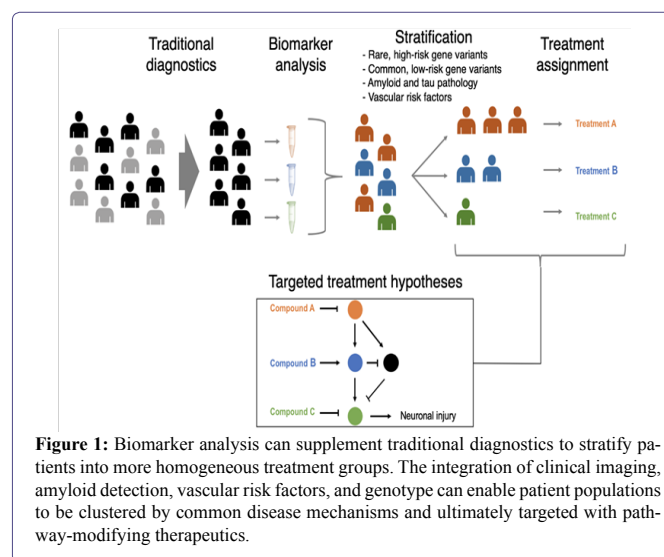 Traditional
diagnostics
Biomarker
analysis
Stratification
- Rare, high-risk gene variants
- Common, low-risk gene variants
- Amyloid and tau pathology
- Vascular risk factors
Treatment
assignment
Treatment A
Treatment B
Treatment C
Targeted treatment hypotheses
Compound A
Compound B
Compound C
Neuronal injury
Figure 1: Biomarker analysis can supplement traditional diagnostics to stratify pa-
tients into more homogeneous treatment groups. The integration of clinical imaging,
amyloid detection, vascular risk factors, and genotype can enable patient populations
to be clustered by common disease mechanisms and ultimately targeted with path-
way-modifying therapeutics.